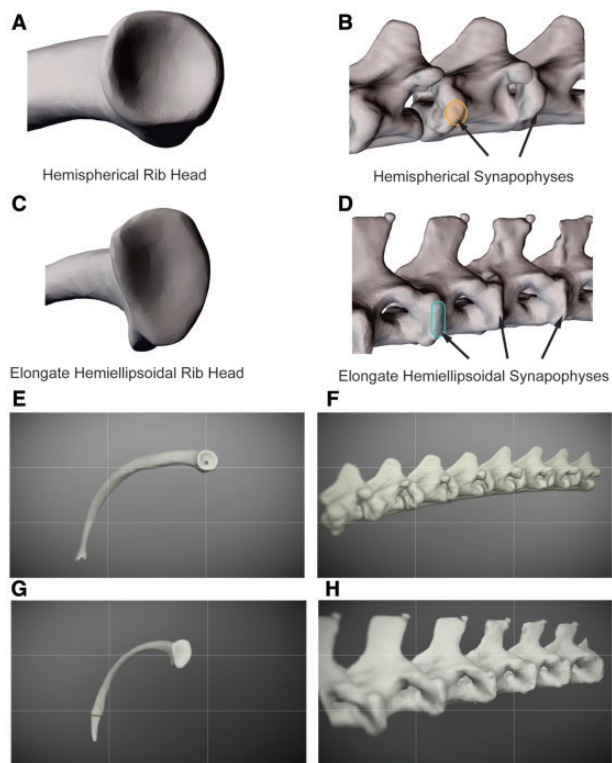 A
B
Hemispherical Rib Head
Hemispherical Synapophyses
C
D
Elongate Hemiellipsoidal Rib Head
Elongate Hemiellipsoidal Synapophyses
E
F
G
H